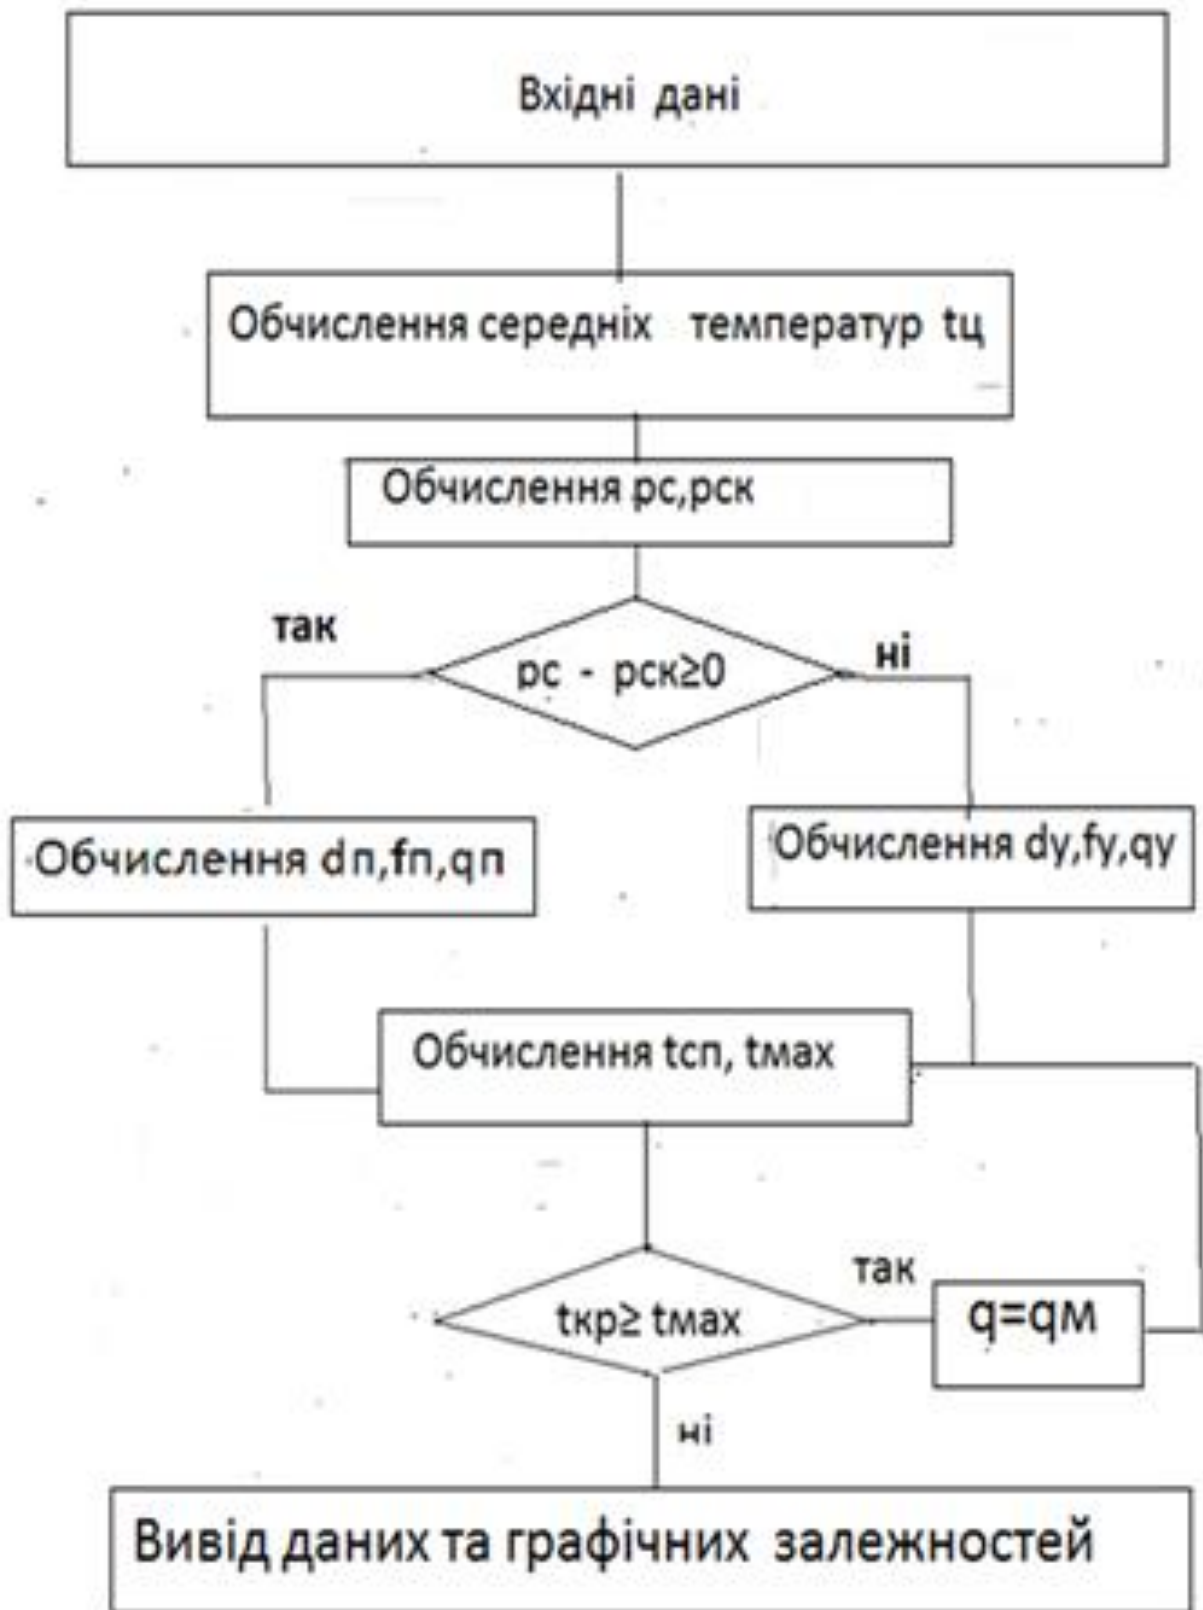 Вхідні дані
Обчислення середніх температур tц
Обчислення рс,рск
так
ні
рс - рск≥0
Обчислення dп,fп,qп
Обчислення dу,fу,qу
Обчислення tсп, tмах
так
tкр≥ tмах
q=qм
ні
Вивід даних та графічних залежностей